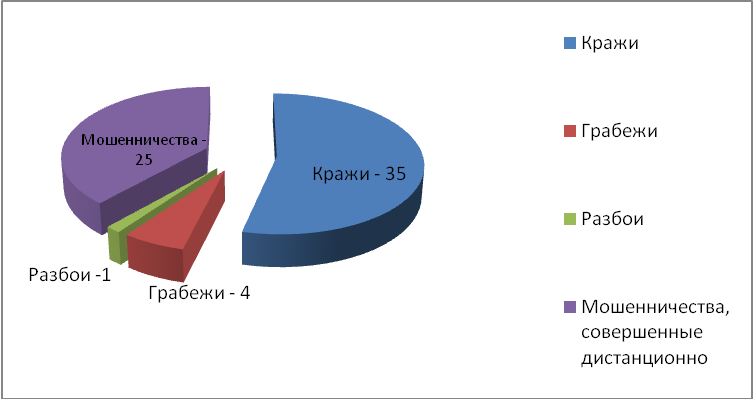 Мошенничества -
25
Кражи - 35
Разбои -1
Грабежи - 4
Кражи
Грабежи
Разбои
Мошенничества,
совершенные
дистанционно